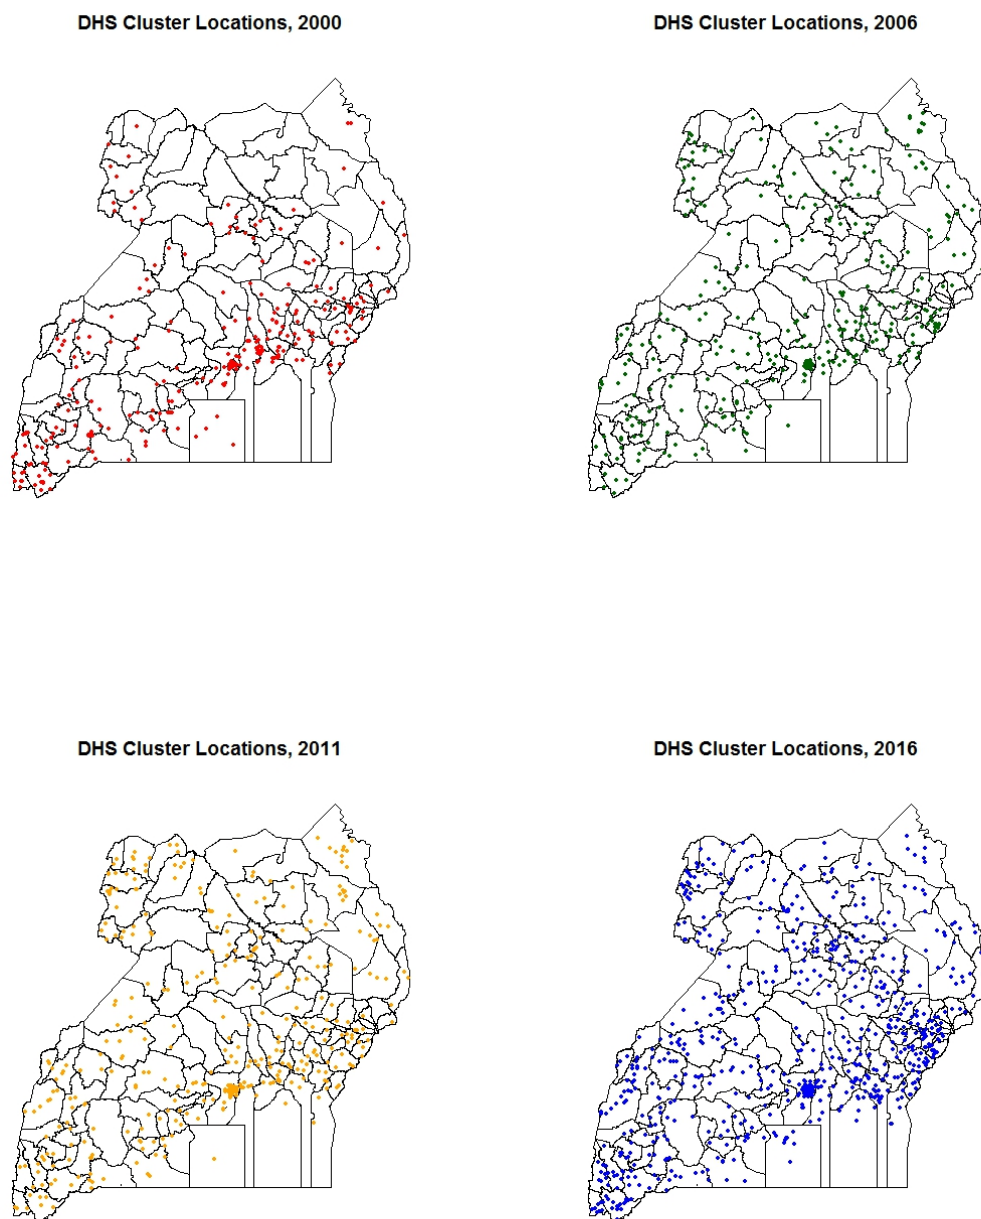 DHS Cluster Locations, 2000
DHS Cluster Locations, 2006
DHS Cluster Locations, 2011
DHS Cluster Locations, 2016